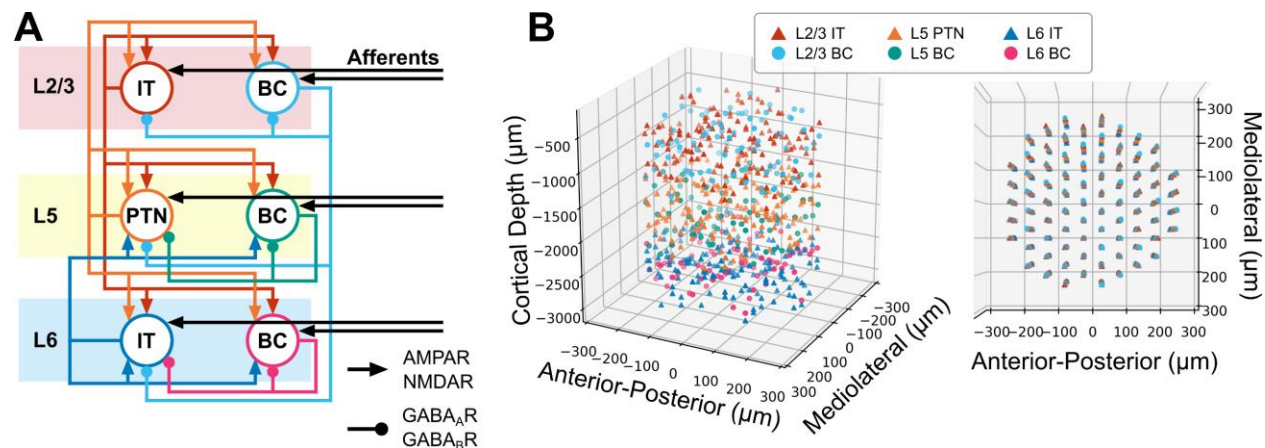 A
Afferents
L2/3
IT
BC
L5
PTN
BC
L6
IT
BC
AMPAR
NMDAR
GABA_AR
GABA_BR
B
L2/3 IT
L5 PTN
L6 IT
L2/3 BC
L5 BC
L6 BC
Cortical Depth (μm)
−500
−1000
−1500
−2000
−2500
−3000
−300
−200
−100
0
100
200
300
Anterior-Posterior (μm)
−300
−200
−100
0
100
200
300
Mediolateral (μm)
300
200
100
0
100
200
300
Mediolateral (μm)
−300 −200 −100 0 100 200 300
Anterior-Posterior (μm)